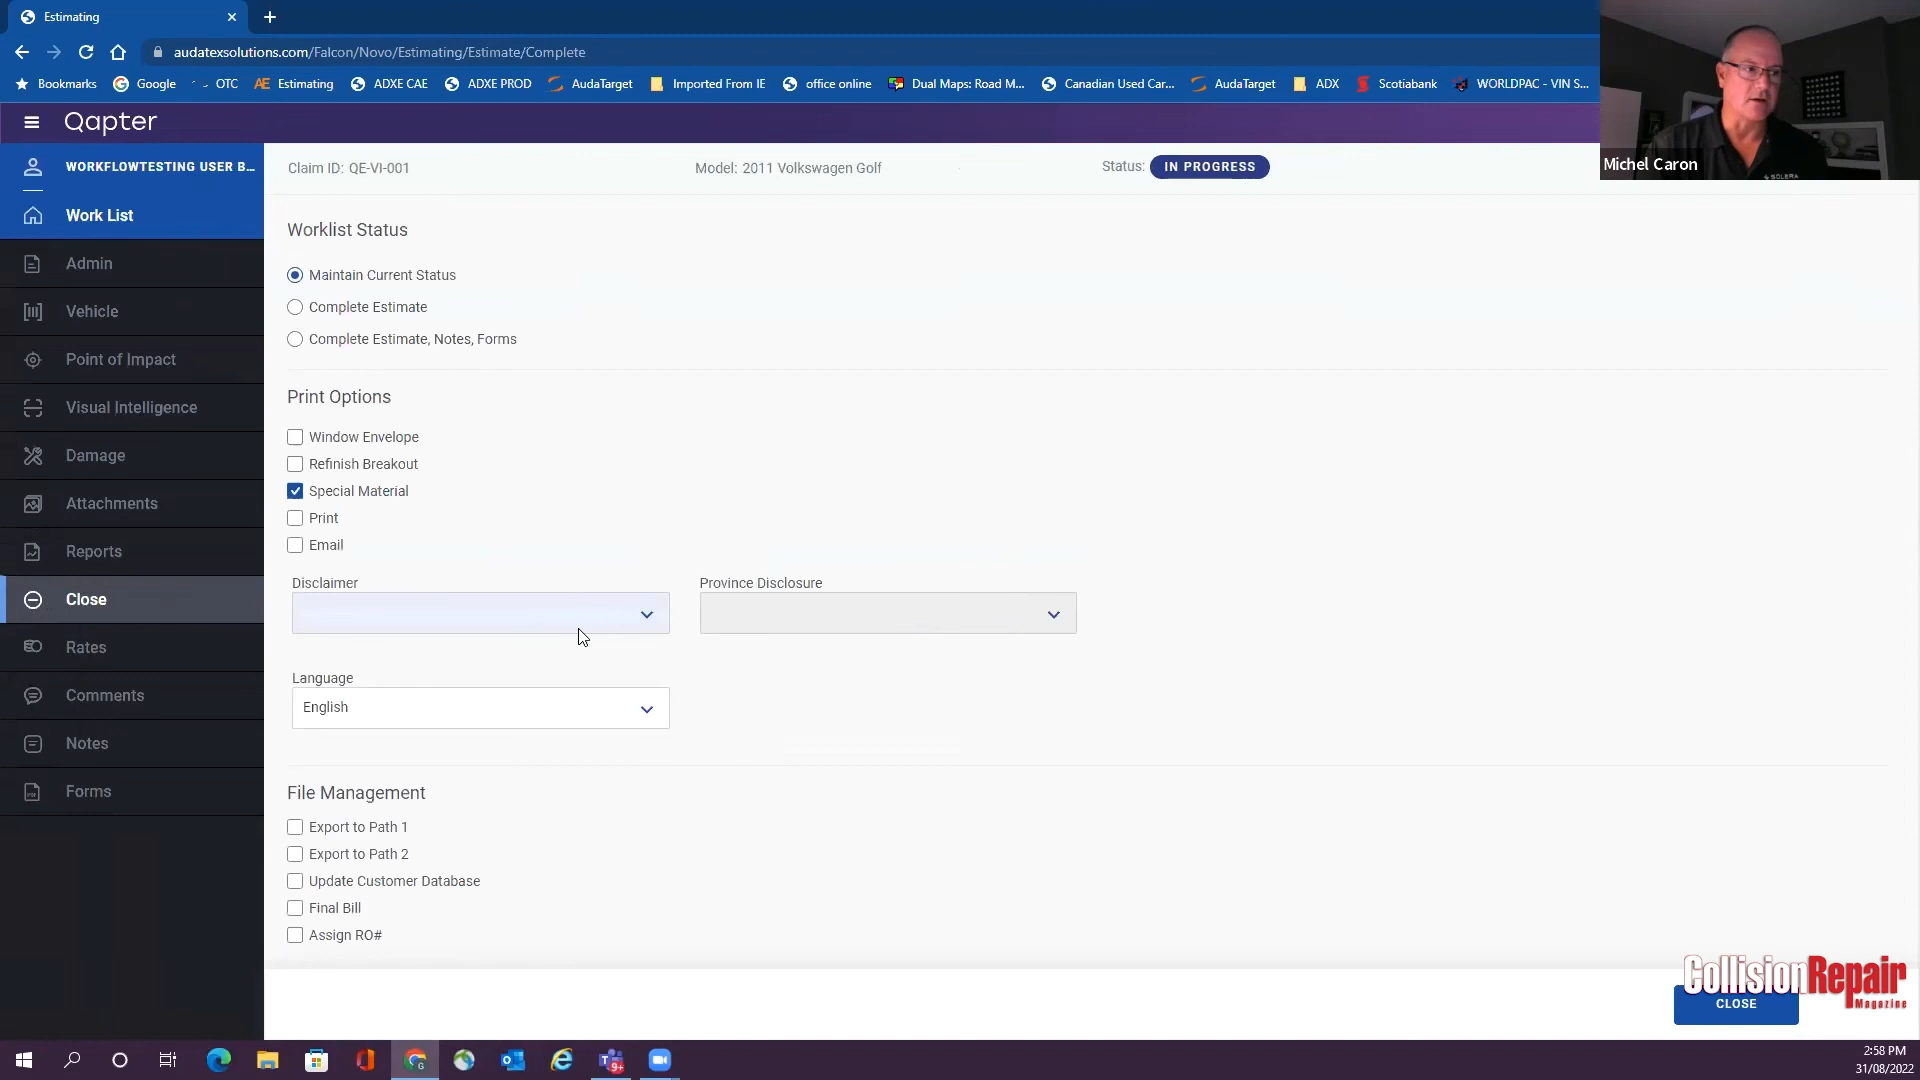 Estimating
audatexsolutions.com/Falcon/Novo/Estimating/Estimate/Complete
Bookmarks Google OTC AE Estimating ADXE CAE ADXE PROD AudaTarget Imported From IE office online Dual Maps: Road M... Canadian Used Car... AudaTarget ADX Scotiabank WORLDPAC - VIN S...
Qapter
Michel Caron
SOLERA
WORKFLOWTESTING USER B...
Claim ID: QE-VI-001
Model: 2011 Volkswagen Golf
Status: IN PROGRESS
Work List
Admin
Vehicle
Point of Impact
Visual Intelligence
Damage
Attachments
Reports
Close
Rates
Comments
Notes
Forms
Worklist Status
Maintain Current Status
Complete Estimate
Complete Estimate, Notes, Forms
Print Options
Window Envelope
Refinish Breakout
Special Material
Print
Email
Disclaimer
Province Disclosure
Language
English
File Management
Export to Path 1
Export to Path 2
Update Customer Database
Final Bill
Assign RO#
CollisionRepair
Magazine
CLOSE
9+
2:58 PM
31/08/2022